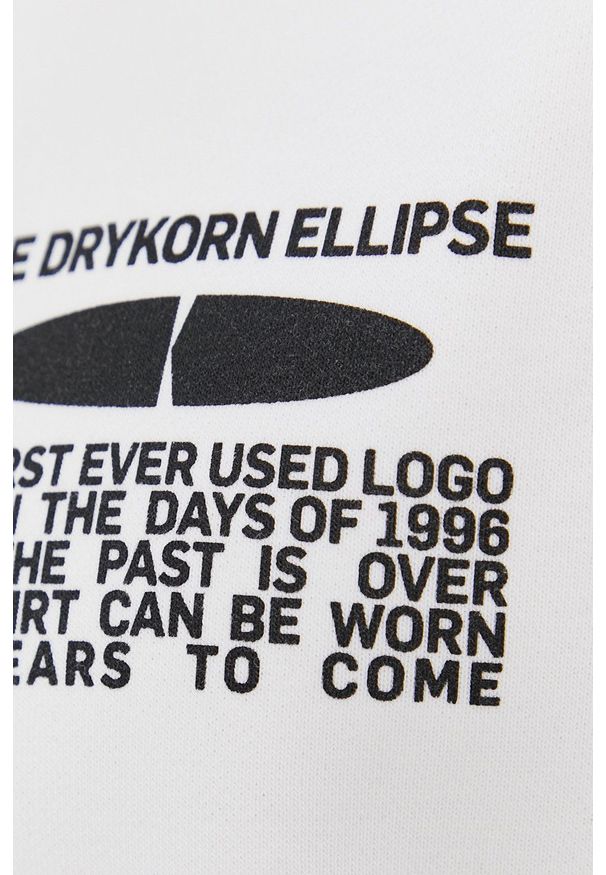 E DRYKORN ELLIPSE
RST EVER USED LOGO
THE DAYS OF 1996
HE PAST IS OVER
IRT CAN BE WORN
EARS TO COME